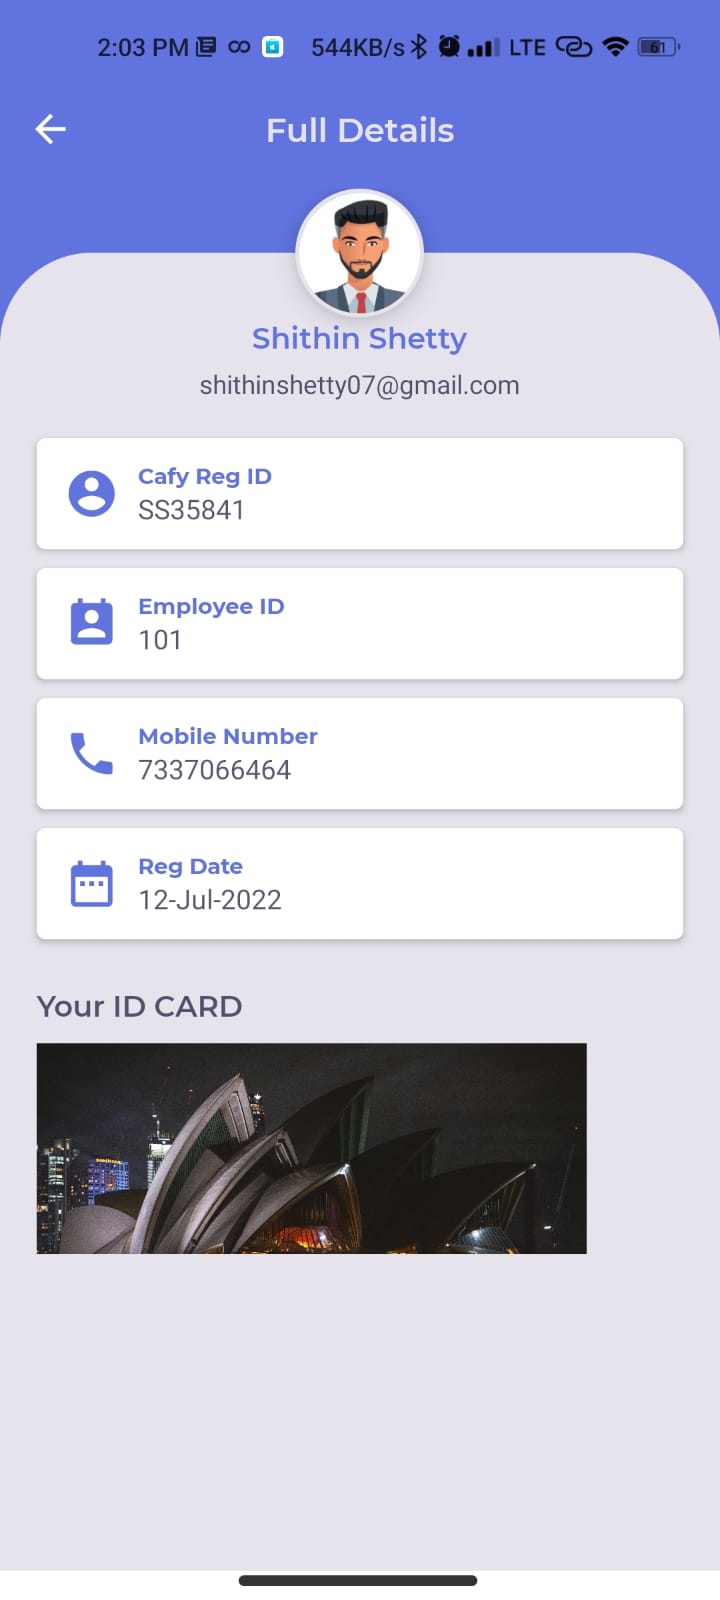 2:03 PM 544KB/s LTE 61
Full Details
Shithin Shetty
shithinshetty07@gmail.com
Cafy Reg ID
SS35841
Employee ID
101
Mobile Number
7337066464
Reg Date
12-Jul-2022
Your ID CARD